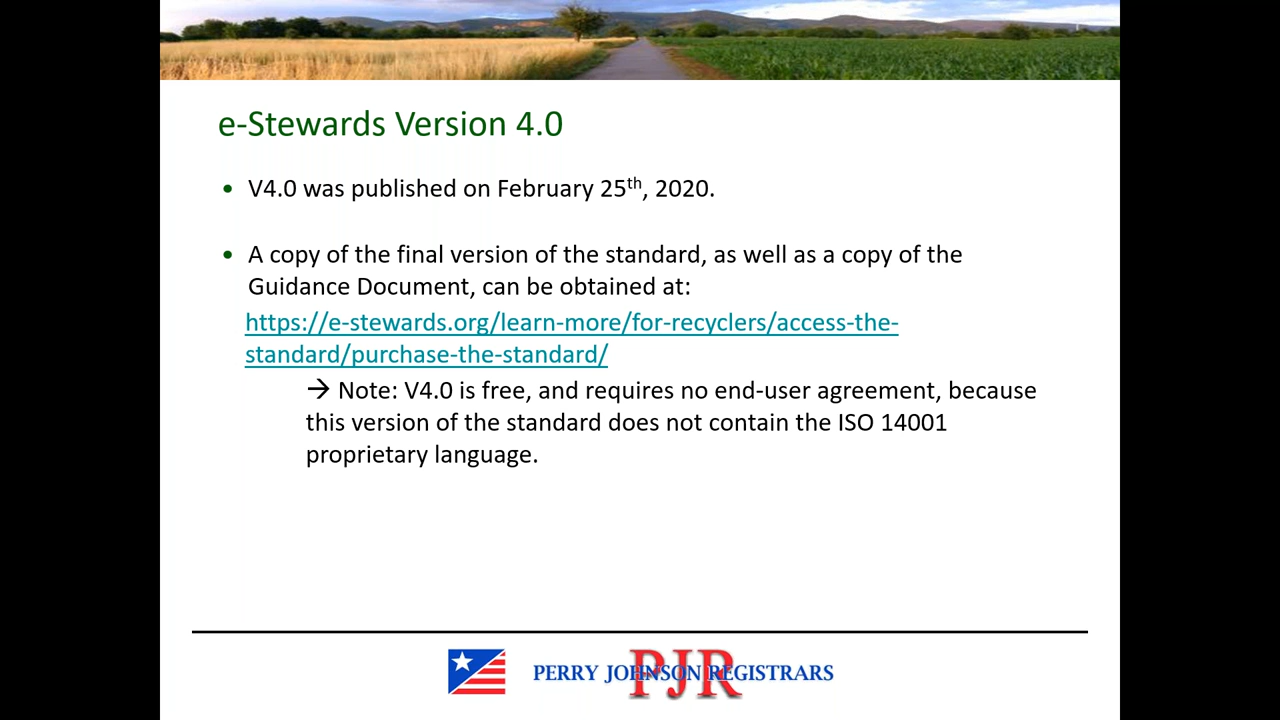 e-Stewards Version 4.0
• V4.0 was published on February 25th, 2020.
• A copy of the final version of the standard, as well as a copy of the
Guidance Document, can be obtained at:
https://e-stewards.org/learn-more/for-recyclers/access-the-
standard/purchase-the-standard/
→ Note: V4.0 is free, and requires no end-user agreement, because
this version of the standard does not contain the ISO 14001
proprietary language.
PJR
PERRY JOHNSON REGISTRARS